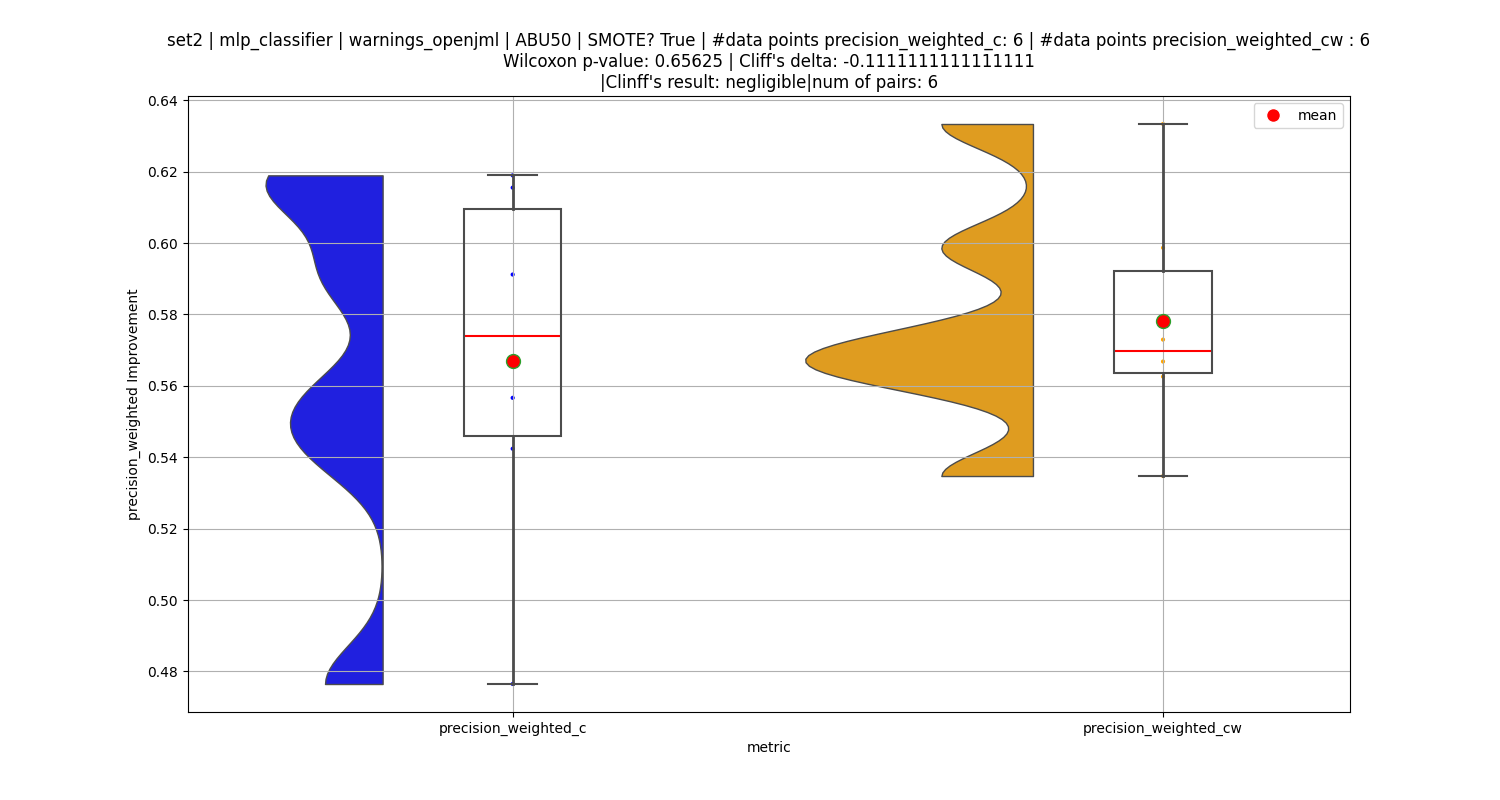 set2 | mlp_classifier | warnings_openjml | ABU50 | SMOTE? True | #data points precision_weighted_c: 6 | #data points precision_weighted_cw : 6
Wilcoxon p-value: 0.65625 | Cliff's delta: -0.1111111111111111
|Clinff's result: negligible|num of pairs: 6
mean
0.64
0.62
0.60
0.58
0.56
0.54
0.52
0.50
0.48
precision_weighted Improvement
precision_weighted_c
precision_weighted_cw
metric